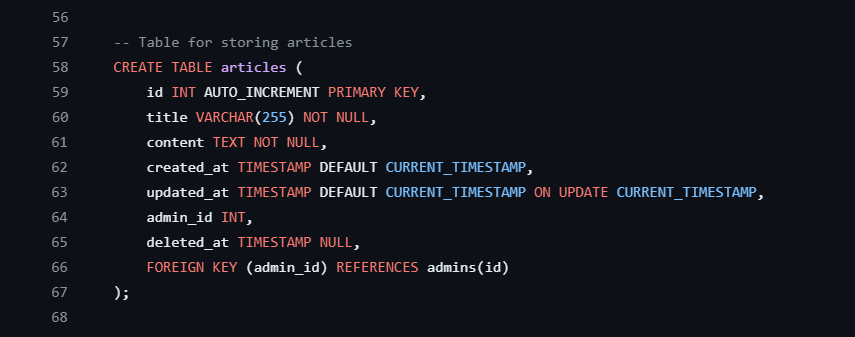 56
57 -- Table for storing articles
58 CREATE TABLE articles (
59 id INT AUTO_INCREMENT PRIMARY KEY,
60 title VARCHAR(255) NOT NULL,
61 content TEXT NOT NULL,
62 created_at TIMESTAMP DEFAULT CURRENT_TIMESTAMP,
63 updated_at TIMESTAMP DEFAULT CURRENT_TIMESTAMP ON UPDATE CURRENT_TIMESTAMP,
64 admin_id INT,
65 deleted_at TIMESTAMP NULL,
66 FOREIGN KEY (admin_id) REFERENCES admins(id)
67 );
68